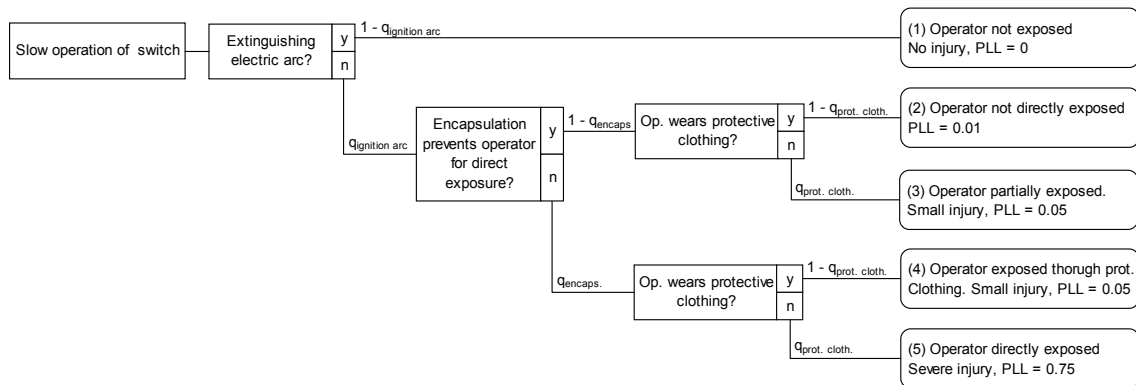 Slow operation of switch
Extinguishing
electric arc?
y
n
1 - qignition arc
(1) Operator not exposed
No injury, PLL = 0
qignition arc
Encapsulation
prevents operator
for direct
exposure?
y
n
1 - qencaps
Op. wears protective
clothing?
y
n
1 - qprot. cloth.
(2) Operator not directly exposed
PLL = 0.01
qprot. cloth.
(3) Operator partially exposed.
Small injury, PLL = 0.05
qencaps.
Op. wears protective
clothing?
y
n
1 - qprot. cloth.
(4) Operator exposed thorugh prot.
Clothing. Small injury, PLL = 0.05
qprot. cloth.
(5) Operator directly exposed
Severe injury, PLL = 0.75